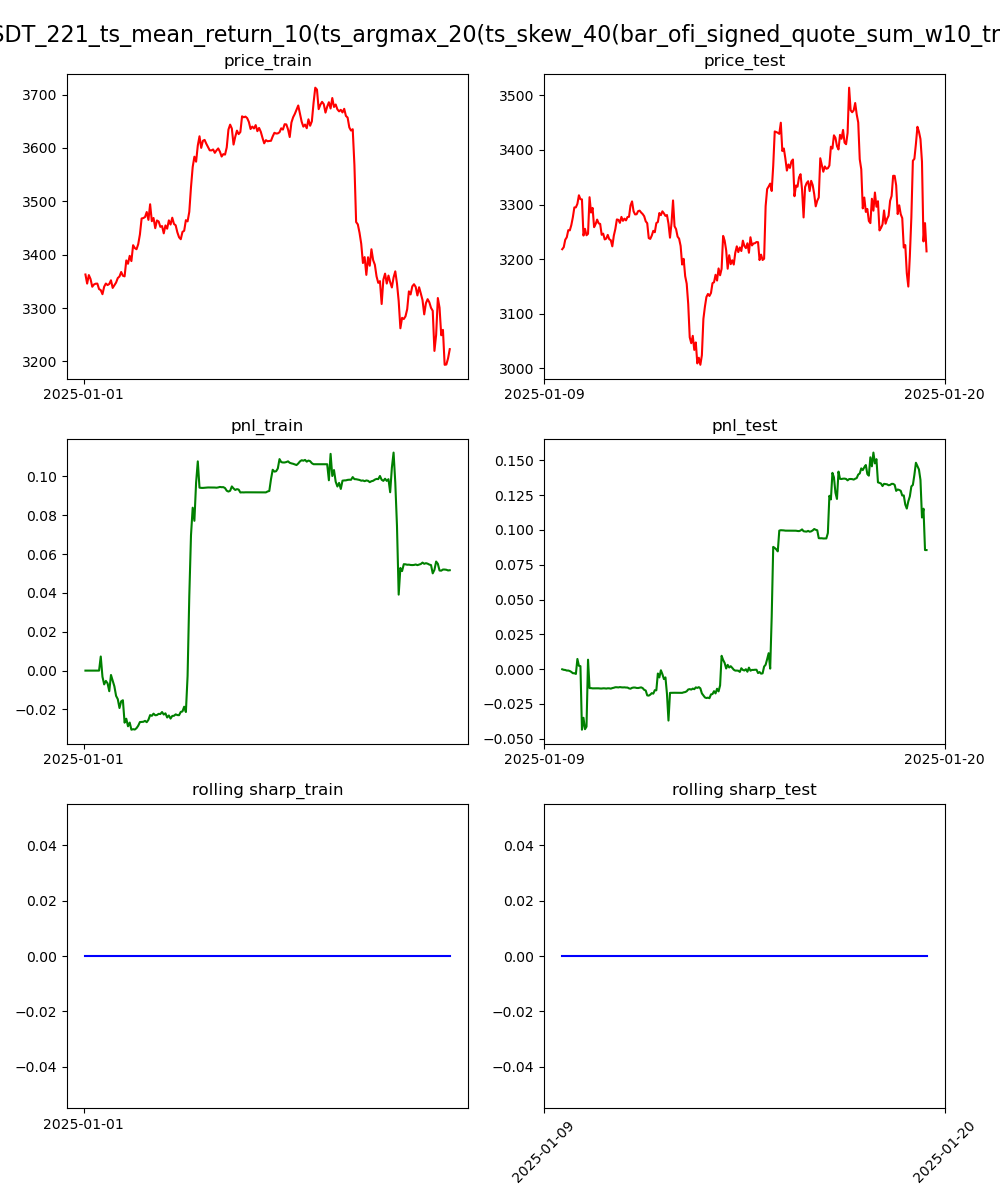 SDT_221_ts_mean_return_10(ts_argmax_20(ts_skew_40(bar_ofi_signed_quote_sum_w10_tr
price_train price_test
3700 3500
3600 3400
3500 3300
3400 3200
3300 3100
3200 3000
2025-01-01 2025-01-09 2025-01-20
pnl_train pnl_test
0.10 0.150
0.08 0.125
0.06 0.100
0.04 0.075
0.02 0.050
0.00 0.025
−0.02 0.000
−0.025
−0.050
2025-01-01 2025-01-09 2025-01-20
rolling sharp_train rolling sharp_test
0.04 0.04
0.02 0.02
0.00 0.00
−0.02 −0.02
−0.04 −0.04
2025-01-01 2025-01-09 2025-01-20